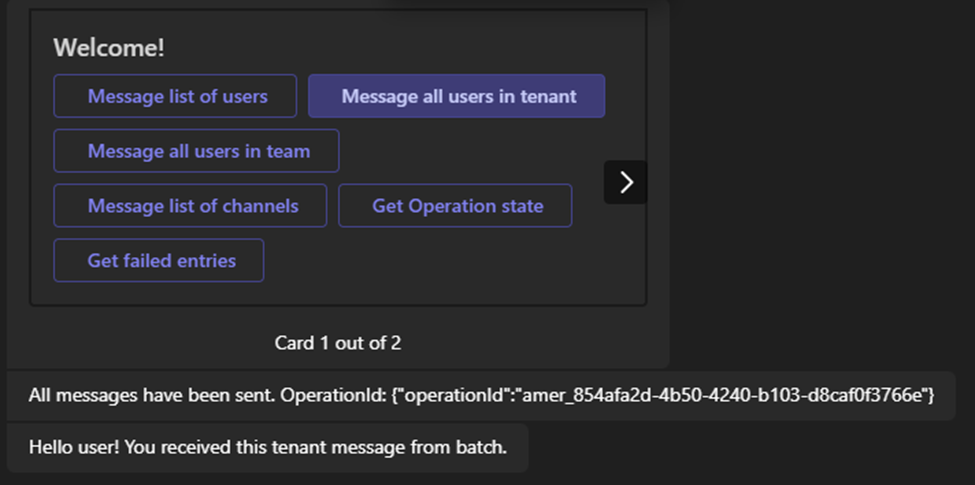 Welcome!
Message list of users
Message all users in tenant
Message all users in team
Message list of channels
Get Operation state
Get failed entries
Card 1 out of 2
All messages have been sent. OperationId: {"operationId":"amer_854afa2d-4b50-4240-b103-d8caf0f3766e"}
Hello user! You received this tenant message from batch.